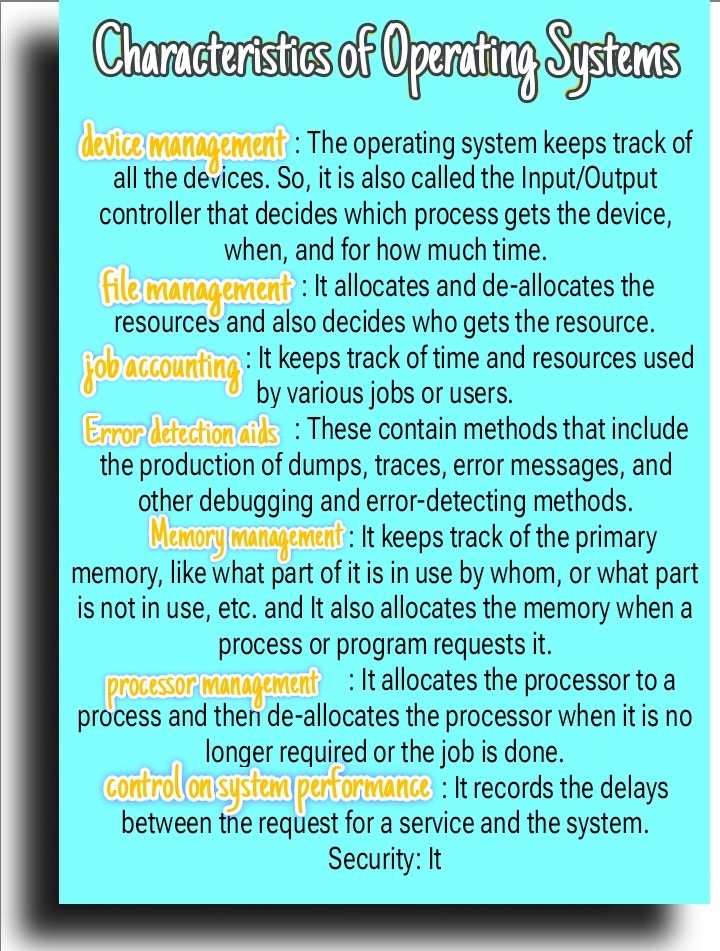 Characteristics of Operating Systems
device management : The operating system keeps track of
all the devices. So, it is also called the Input/Output
controller that decides which process gets the device,
when, and for how much time.
file management : It allocates and de-allocates the
resources and also decides who gets the resource.
job accounting : It keeps track of time and resources used
by various jobs or users.
Error detection aids : These contain methods that include
the production of dumps, traces, error messages, and
other debugging and error-detecting methods.
Memory management : It keeps track of the primary
memory, like what part of it is in use by whom, or what part
is not in use, etc. and It also allocates the memory when a
process or program requests it.
processor management : It allocates the processor to a
process and then de-allocates the processor when it is no
longer required or the job is done.
control on system performance : It records the delays
between the request for a service and the system.
Security: It